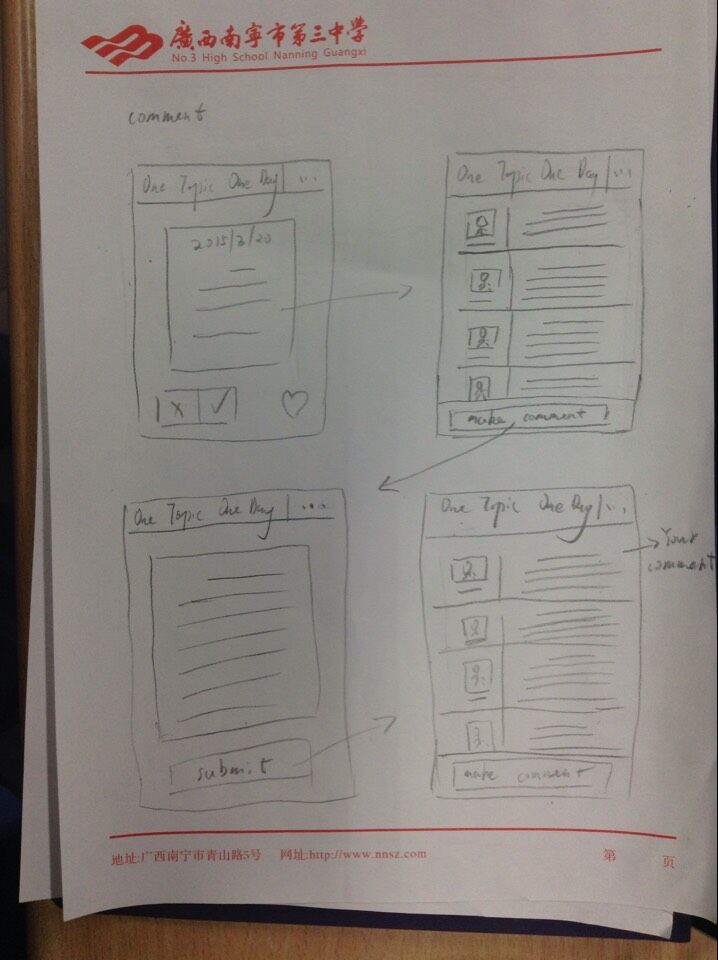 廣西南寧市第三中學
No.3 High School Nanning Guangxi
comment
One Topic One Day ...
2015/3/20
One Topic One Day ...
make comment
One Topic One Day ...
submit
One Topic One Day ...
Your comment
make comment
地址:广西南宁市青山路5号 网址:http://www.nnsz.com
第 页